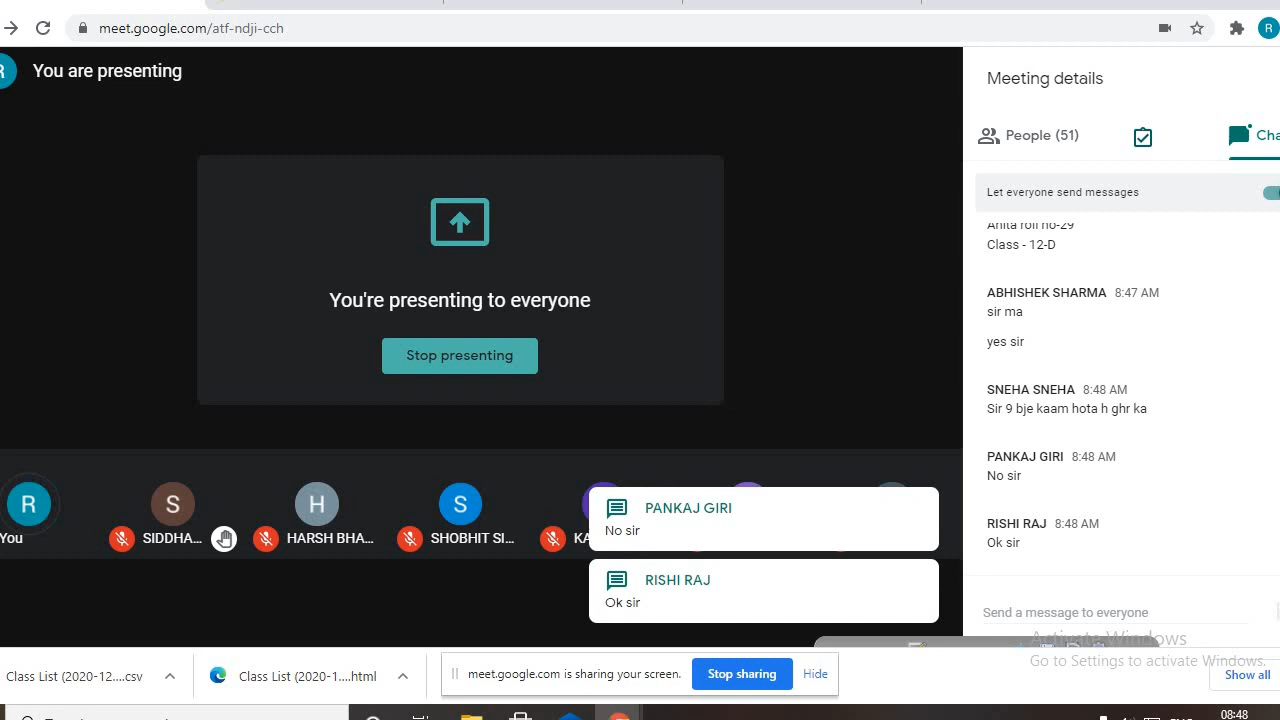 meet.google.com/atf-ndji-cch
R
R
You are presenting
You're presenting to everyone
Stop presenting
R
You
S
SIDDHA...
H
HARSH BHA...
S
SHOBHIT SI...
KA
PANKAJ GIRI
No sir
RISHI RAJ
Ok sir
Meeting details
People (51)
Cha
Let everyone send messages
Anita roll no-29
Class - 12-D
ABHISHEK SHARMA 8:47 AM
sir ma
yes sir
SNEHA SNEHA 8:48 AM
Sir 9 bje kaam hota h ghr ka
PANKAJ GIRI 8:48 AM
No sir
RISHI RAJ 8:48 AM
Ok sir
Send a message to everyone
Activate Windows
Go to Settings to activate Windows.
Class List (2020-12....csv
Class List (2020-1....html
meet.google.com is sharing your screen.
Stop sharing
Hide
Show all
08:48